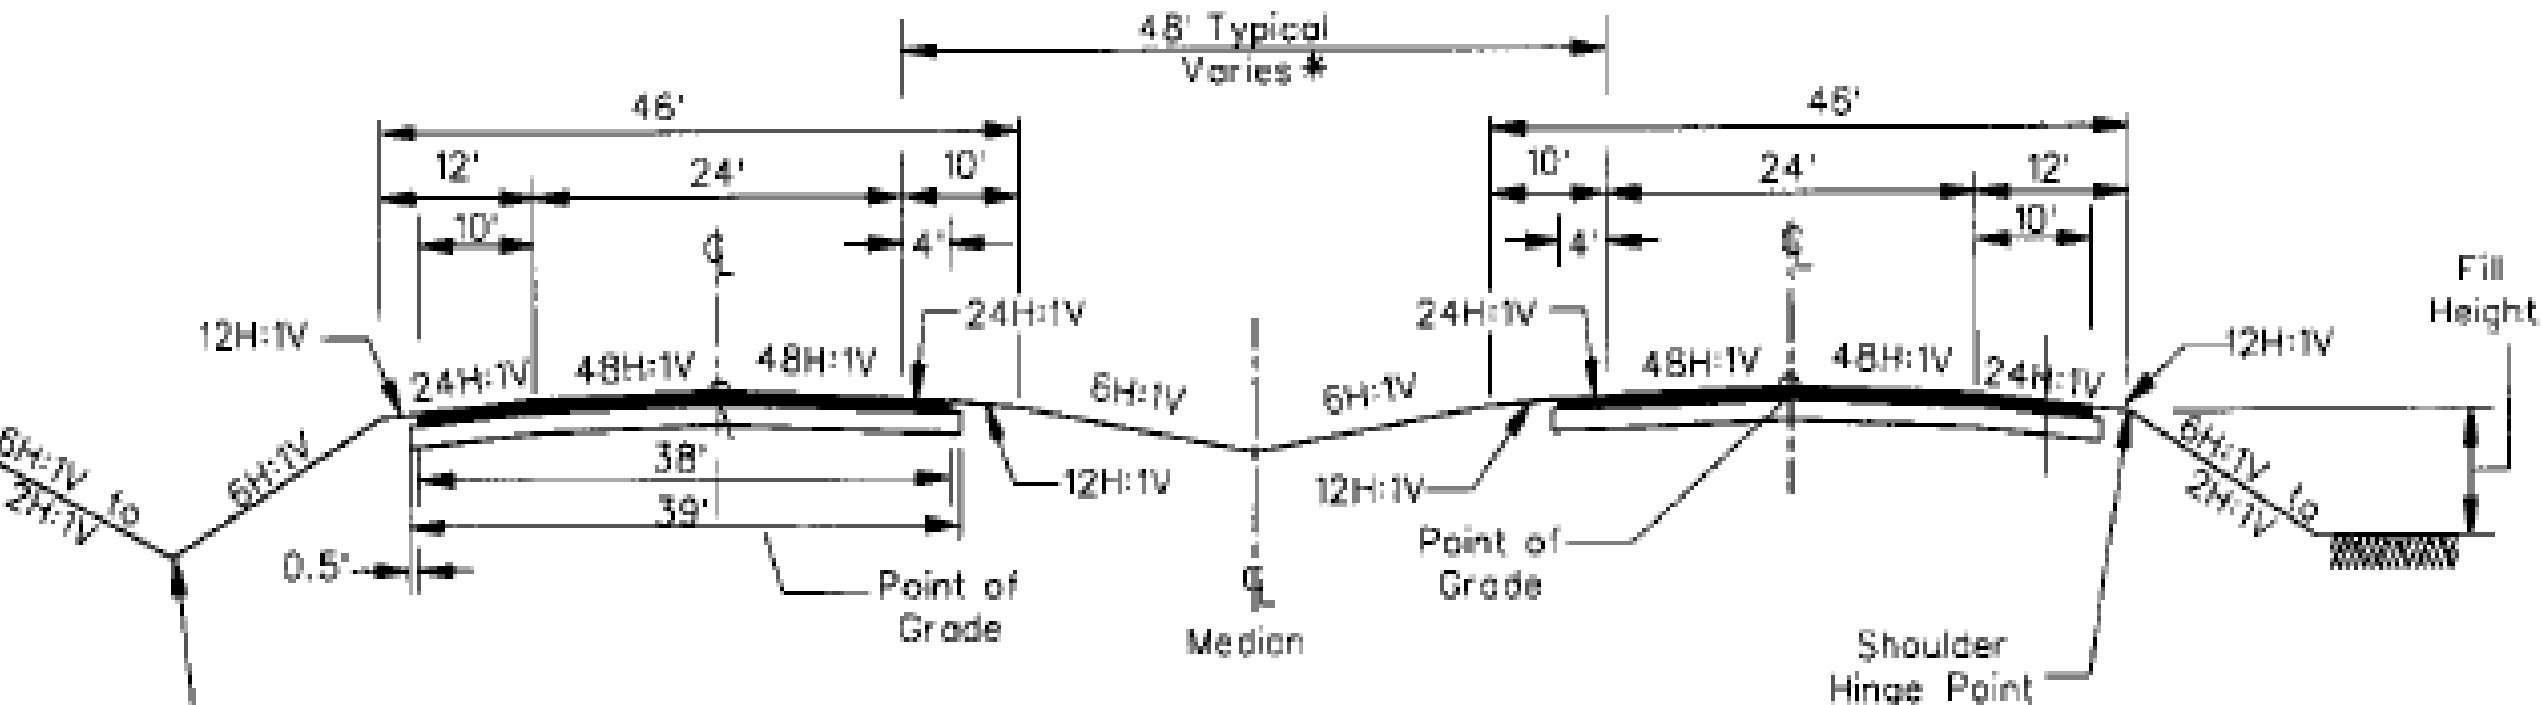 48' Typical
Varies *
46'
46'
12'
24'
10'
10'
24'
12'
10'
4'
4'
10'
℄
℄
Fill
Height
12H:1V
24H:1V
24H:1V
12H:1V
24H:1V
48H:1V
48H:1V
6H:1V
6H:1V
48H:1V
48H:1V
24H:1V
6H:1V to
2H:1V
6H:1V
38'
12H:1V
12H:1V
6H:1V to
2H:1V
39'
0.5'
Point of
Grade
℄
Median
Point of
Grade
Shoulder
Hinge Point